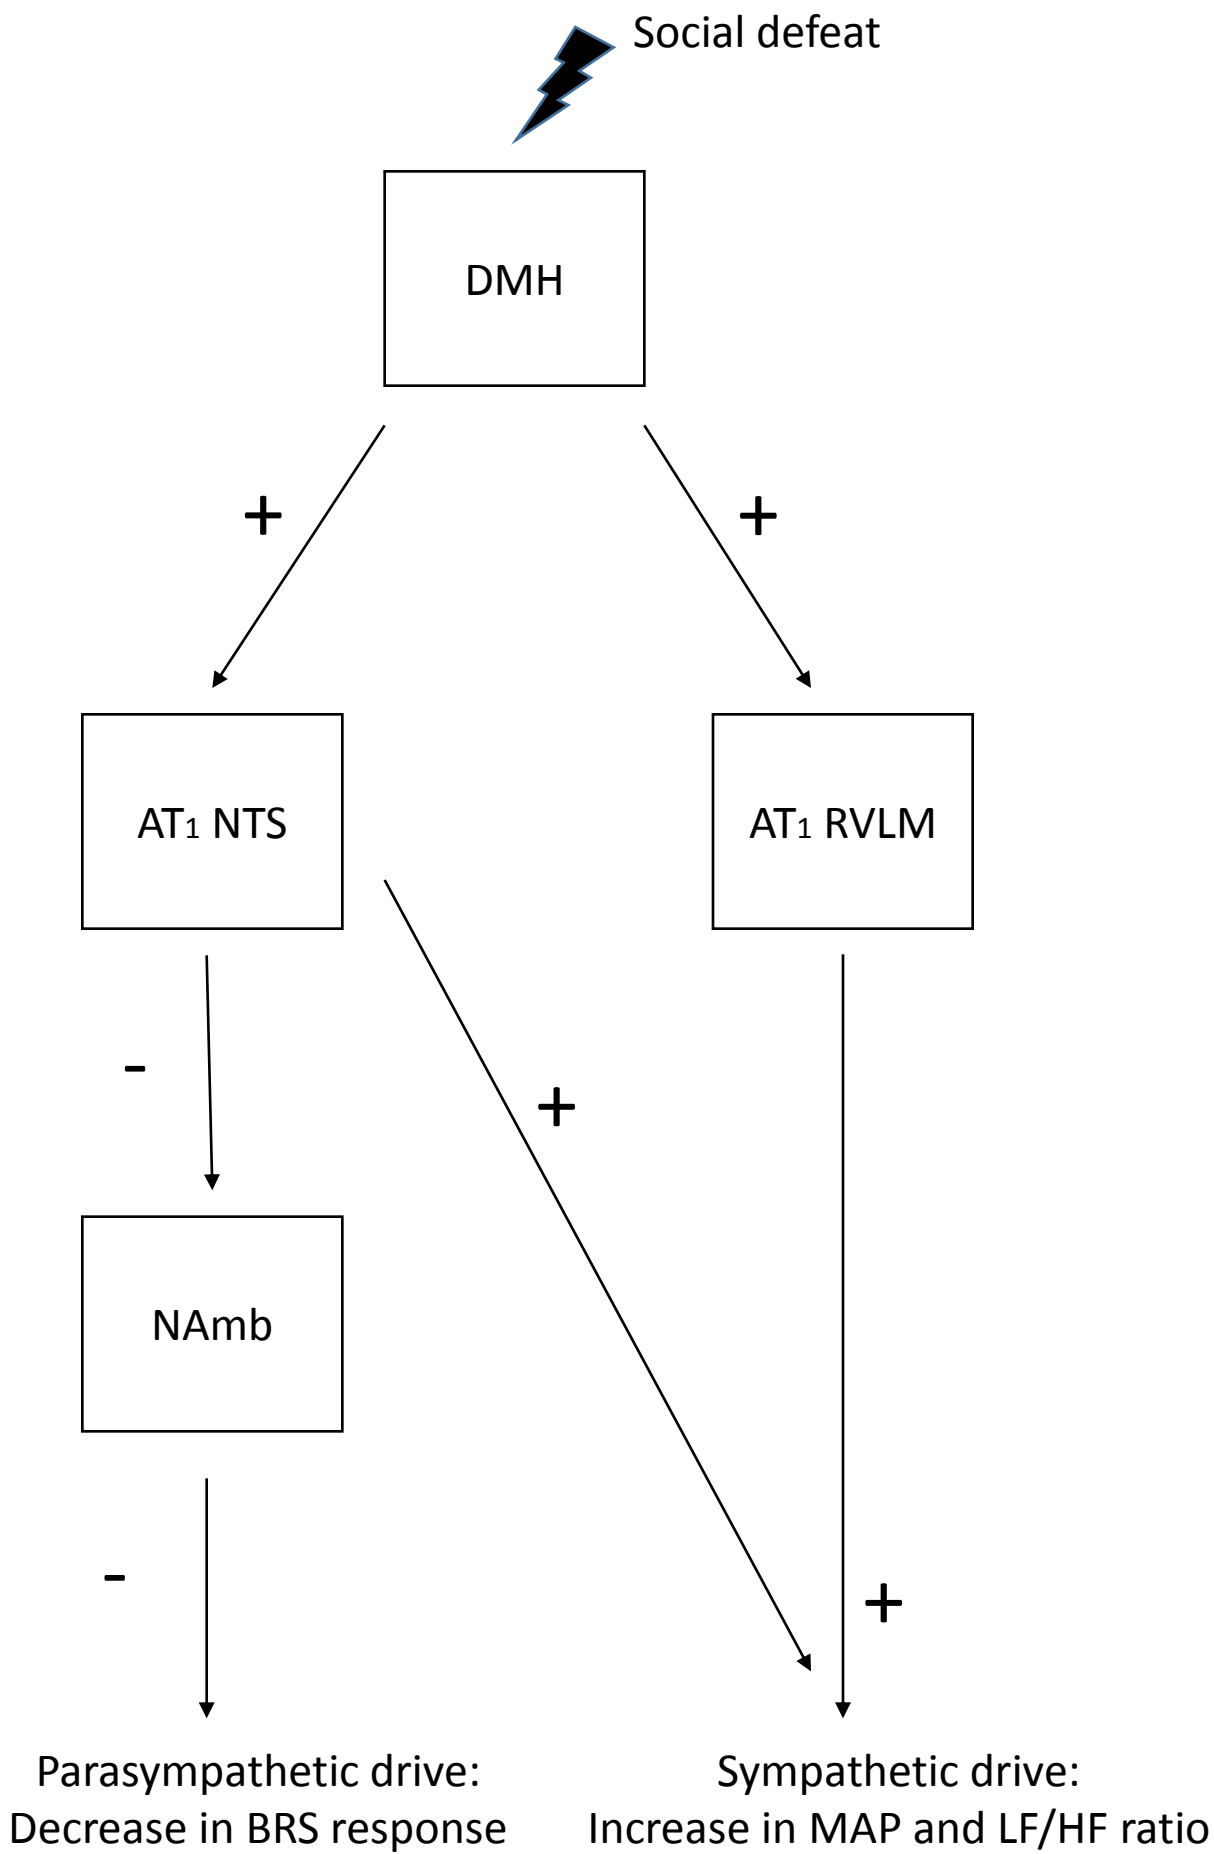 Social defeat
DMH
+
+
AT1 NTS
AT1 RVLM
-
+
NAmb
-
+
Parasympathetic drive:
Decrease in BRS response
Sympathetic drive:
Increase in MAP and LF/HF ratio